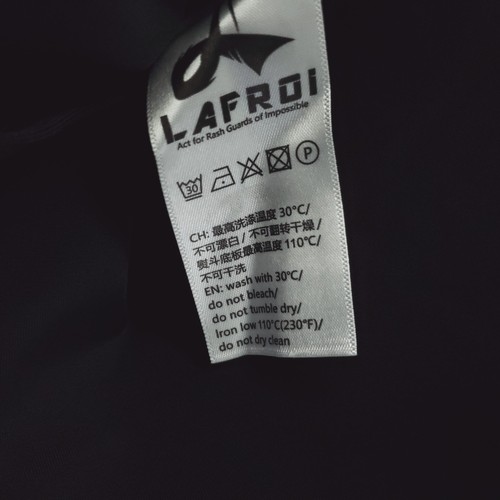 LAFROI
Act for Rash Guards of Impossible
30
P
CH: 最高洗涤温度 30°C/
不可漂白 / 不可翻转干燥 /
熨斗底板最高温度 110°C/
不可干洗
EN: wash with 30°C/
do not bleach/
do not tumble dry/
Iron low 110°C(230°F)/
do not dry clean